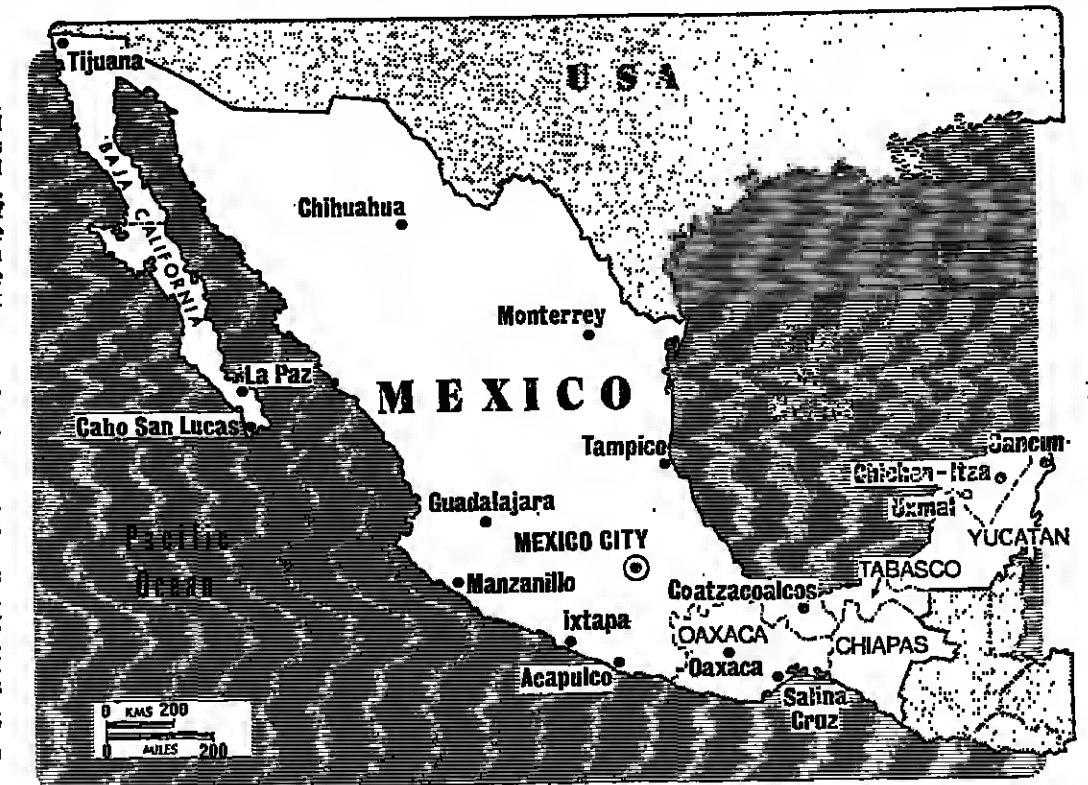 USA
Tijuana
BAJA CALIFORNIA
Chihuahua
Monterrey
La Paz
MEXICO
Cabo San Lucas
Tampico
Cancun
Chichen-Itza
Uxmal
Guadalajara
YUCATAN
Pacific
Ocean
MEXICO CITY
TABASCO
Manzanillo
Coatzacoalcos
ixtapa
OAXACA
CHIAPAS
Oaxaca
Acapulco
Salina
Cruz
0 KMS 200
0 MILES 200